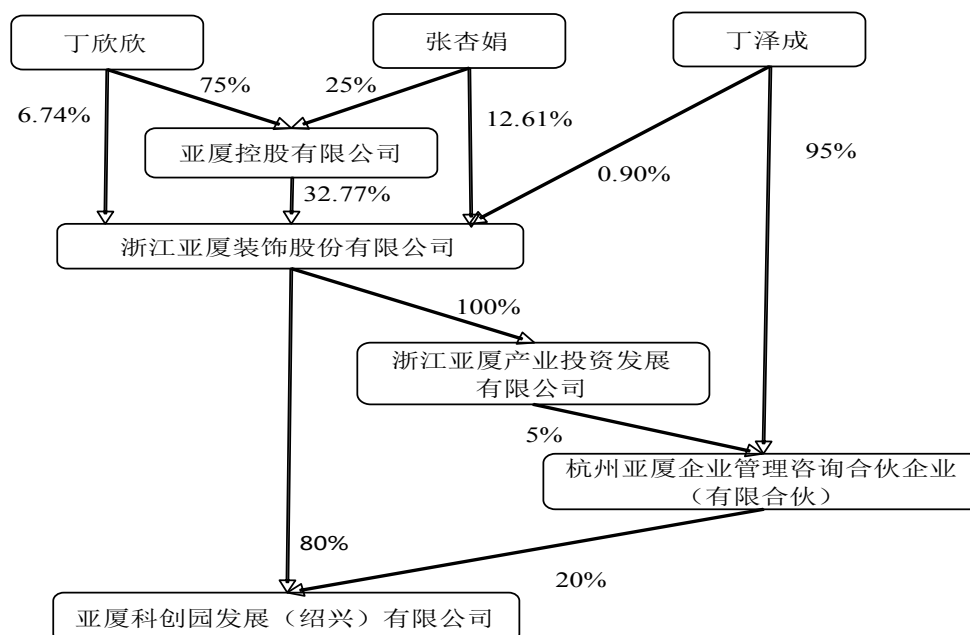 丁欣欣
张杏娟
丁泽成
75%
25%
6.74%
12.61%
亚厦控股有限公司
95%
0.90%
32.77%
浙江亚厦装饰股份有限公司
100%
浙江亚厦产业投资发展
有限公司
5%
杭州亚厦企业管理咨询合伙企业
（有限合伙）
80%
20%
亚厦科创园发展（绍兴）有限公司